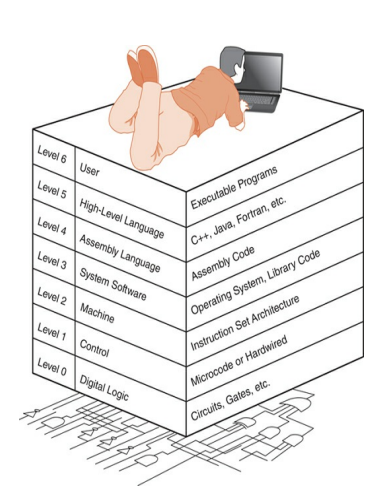 Level 6 User Executable Programs
Level 5 High-Level Language C++, Java, Fortran, etc.
Level 4 Assembly Language Assembly Code
Level 3 System Software Operating System, Library Code
Level 2 Machine Instruction Set Architecture
Level 1 Control Microcode or Hardwired
Level 0 Digital Logic Circuits, Gates, etc.